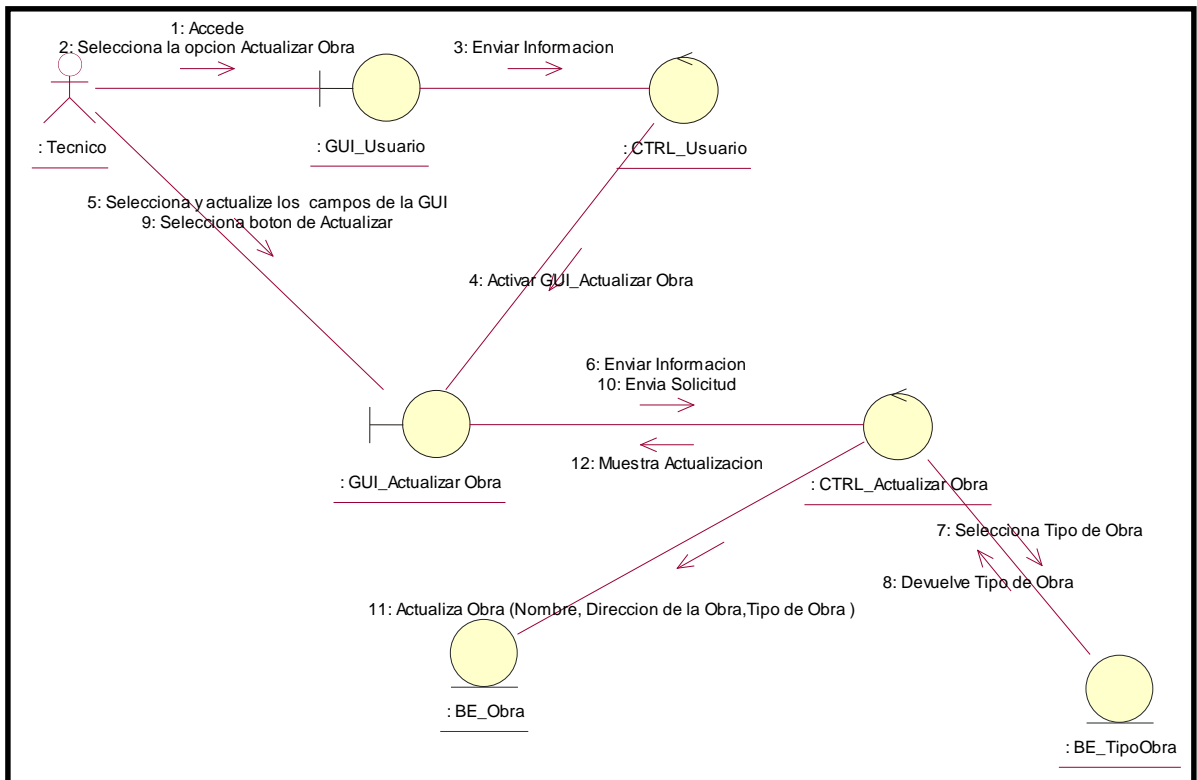 1: Accede
2: Selecciona la opcion Actualizar Obra
3: Enviar Informacion
: Tecnico
: GUI_Usuario
: CTRL_Usuario
5: Selecciona y actualize los campos de la GUI
9: Selecciona boton de Actualizar
4: Activar GUI_Actualizar Obra
6: Enviar Informacion
10: Envia Solicitud
12: Muestra Actualizacion
: GUI_Actualizar Obra
: CTRL_Actualizar Obra
7: Selecciona Tipo de Obra
8: Devuelve Tipo de Obra
11: Actualiza Obra (Nombre, Direccion de la Obra,Tipo de Obra )
: BE_Obra
: BE_TipoObra